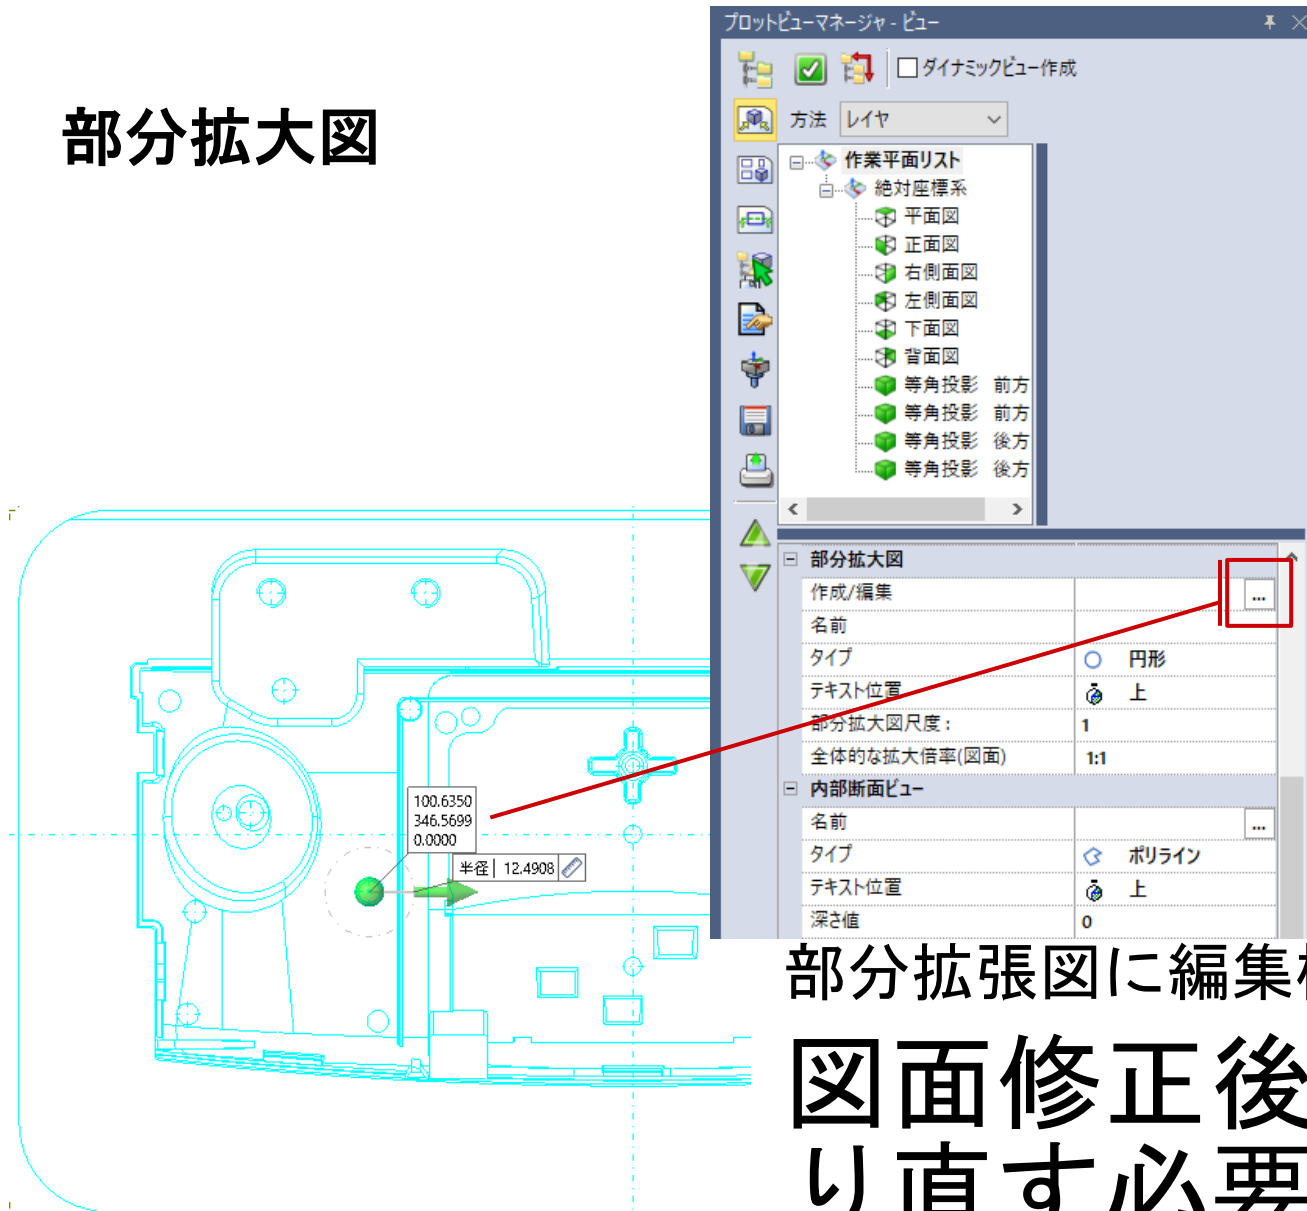 部分拡大図
プロットビューマネージャ - ビュー
ダイナミックビュー作成
方法 レイヤ
作業平面リスト
絶対座標系
平面図
正面図
右側面図
左側面図
下面図
背面図
等角投影 前方
等角投影 前方
等角投影 後方
等角投影 後方
部分拡大図
作成/編集 ...
名前
タイプ 円形
テキスト位置 上
部分拡大図尺度 : 1
全体的な拡大倍率(図面) 1:1
内部断面ビュー
名前 ...
タイプ ポリライン
テキスト位置 上
深さ値 0
100.6350
346.5699
0.0000
半径 12.4908
部分拡張図に編集
図面修正後
り直す必要